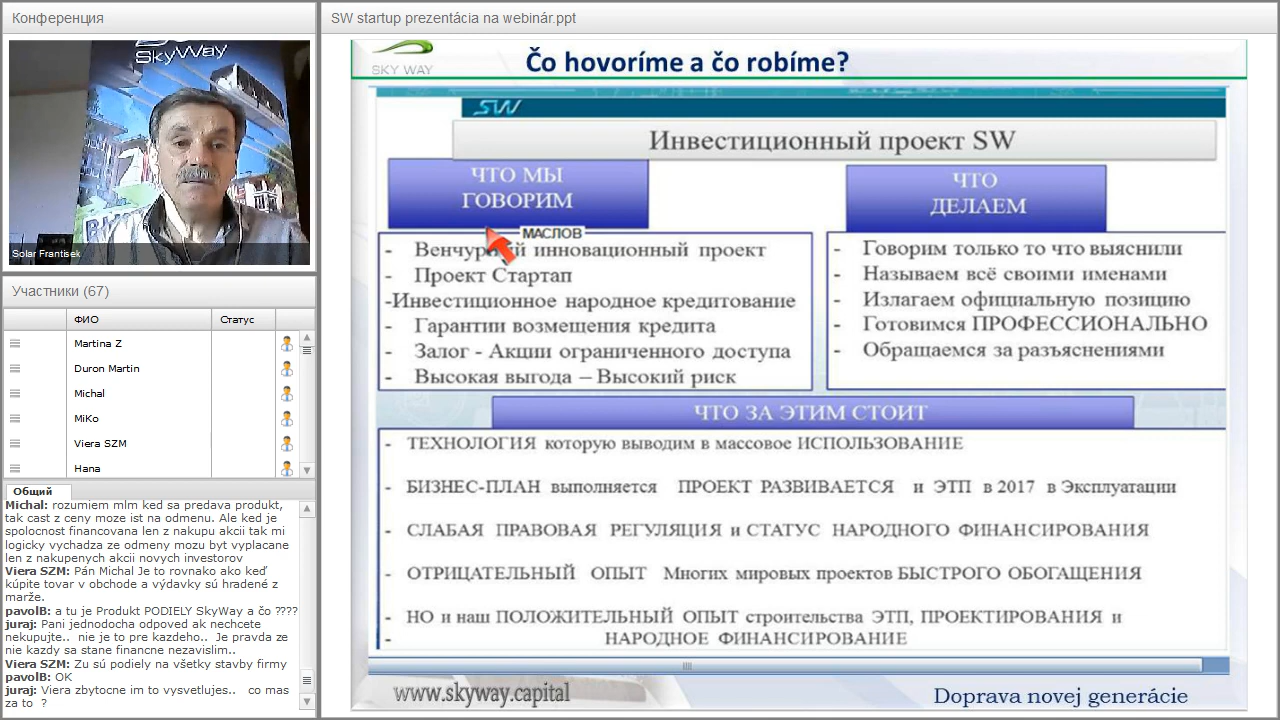 Конференция
SkyWay
Solar Frantisek
Участники (67)
ФИО
Статус
Martina Z
Duron Martin
Michal
MiKo
Viera SZM
Hana
Общий
Michal: rozumiem mlm ked sa predava produkt,
tak cast z ceny moze ist na odmenu. Ale ked je
spolocnost financovana len z nakupu akcii tak mi
logicky vychadza ze odmeny mozu byt vyplacane
len z nakupenych akcii novych investorov
Viera SZM: Pán Michal Je to rovnako ako keď
kúpite tovar v obchode a výdavky sú hradené z
marže.
pavolB: a tu je Produkt PODIELY SkyWay a čo ????
juraj: Pani jednoducha odpoved ak nechcete
nekupujte.. nie je to pre kazdeho.. Je pravda ze
nie kazdy sa stane financne nezavislim..
Viera SZM: Zu sú podiely na všetky stavby firmy
pavolB: OK
juraj: Viera zbytocne im to vysvetlujes.. co mas
za to ?
SW startup prezentácia na webinár.ppt
SKY WAY
Čo hovoríme a čo robíme?
SW
Инвестиционный проект SW
ЧТО МЫ
ГОВОРИМ
МАСЛОВ
- Венчурный инновационный проект
- Проект Стартап
-Инвестиционное народное кредитование
- Гарантии возмещения кредита
- Залог - Акции ограниченного доступа
- Высокая выгода – Высокий риск
ЧТО
ДЕЛАЕМ
- Говорим только то что выяснили
- Называем всё своими именами
- Излагаем официальную позицию
- Готовимся ПРОФЕССИОНАЛЬНО
- Обращаемся за разъяснениями
ЧТО ЗА ЭТИМ СТОИТ
- ТЕХНОЛОГИЯ которую выводим в массовое ИСПОЛЬЗОВАНИЕ
- БИЗНЕС-ПЛАН выполняется ПРОЕКТ РАЗВИВАЕТСЯ и ЭТП в 2017 в Эксплуатации
- СЛАБАЯ ПРАВОВАЯ РЕГУЛЯЦИЯ и СТАТУС НАРОДНОГО ФИНАНСИРОВАНИЯ
- ОТРИЦАТЕЛЬНЫЙ ОПЫТ Многих мировых проектов БЫСТРОГО ОБОГАЩЕНИЯ
- НО и наш ПОЛОЖИТЕЛЬНЫЙ ОПЫТ строительства ЭТП, ПРОЕКТИРОВАНИЯ и
- НАРОДНОЕ ФИНАНСИРОВАНИЕ
www.skyway.capital
Doprava novej generácie